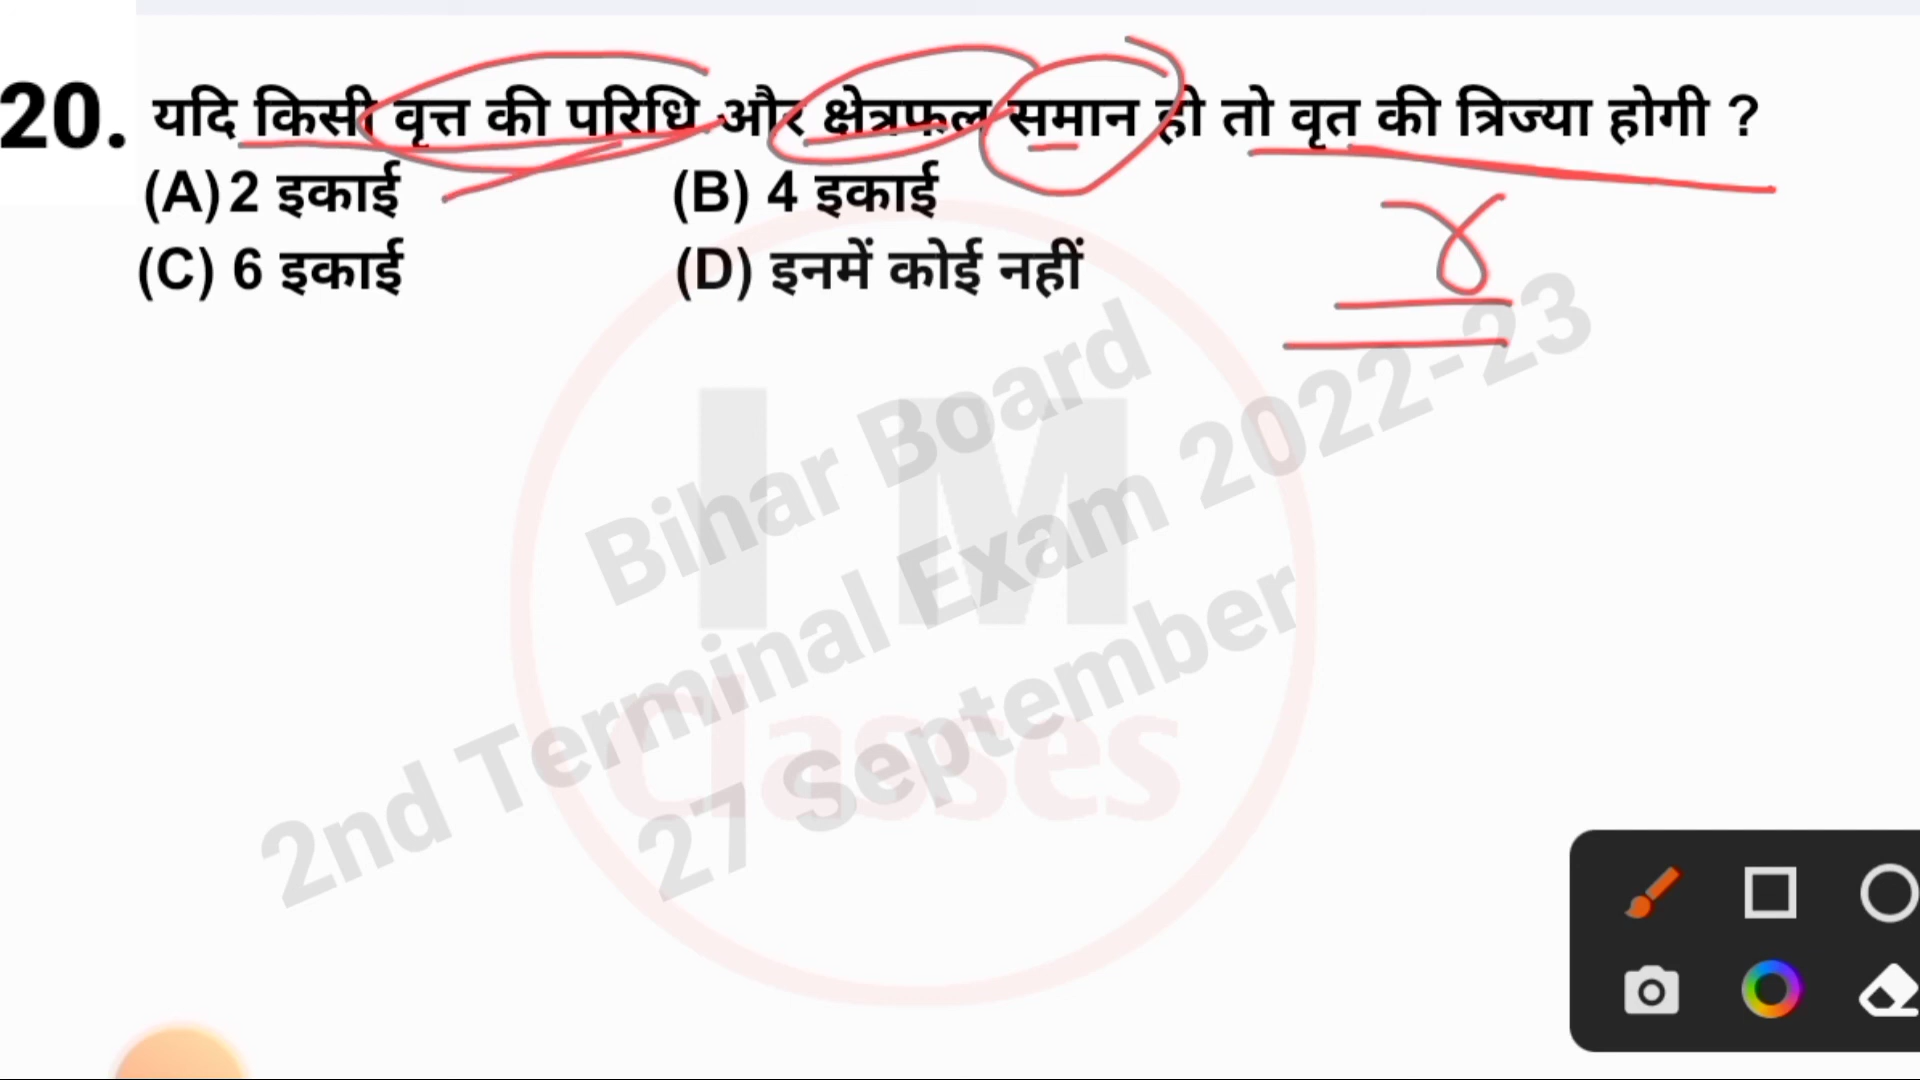 20. यदि किसी वृत्त की परिधि और क्षेत्रफल समान हो तो वृत की त्रिज्या होगी ?
(A) 2 इकाई (B) 4 इकाई
(C) 6 इकाई (D) इनमें कोई नहीं
r
I M
Classes
Bihar Board
2nd Terminal Exam 2022-23
27 September